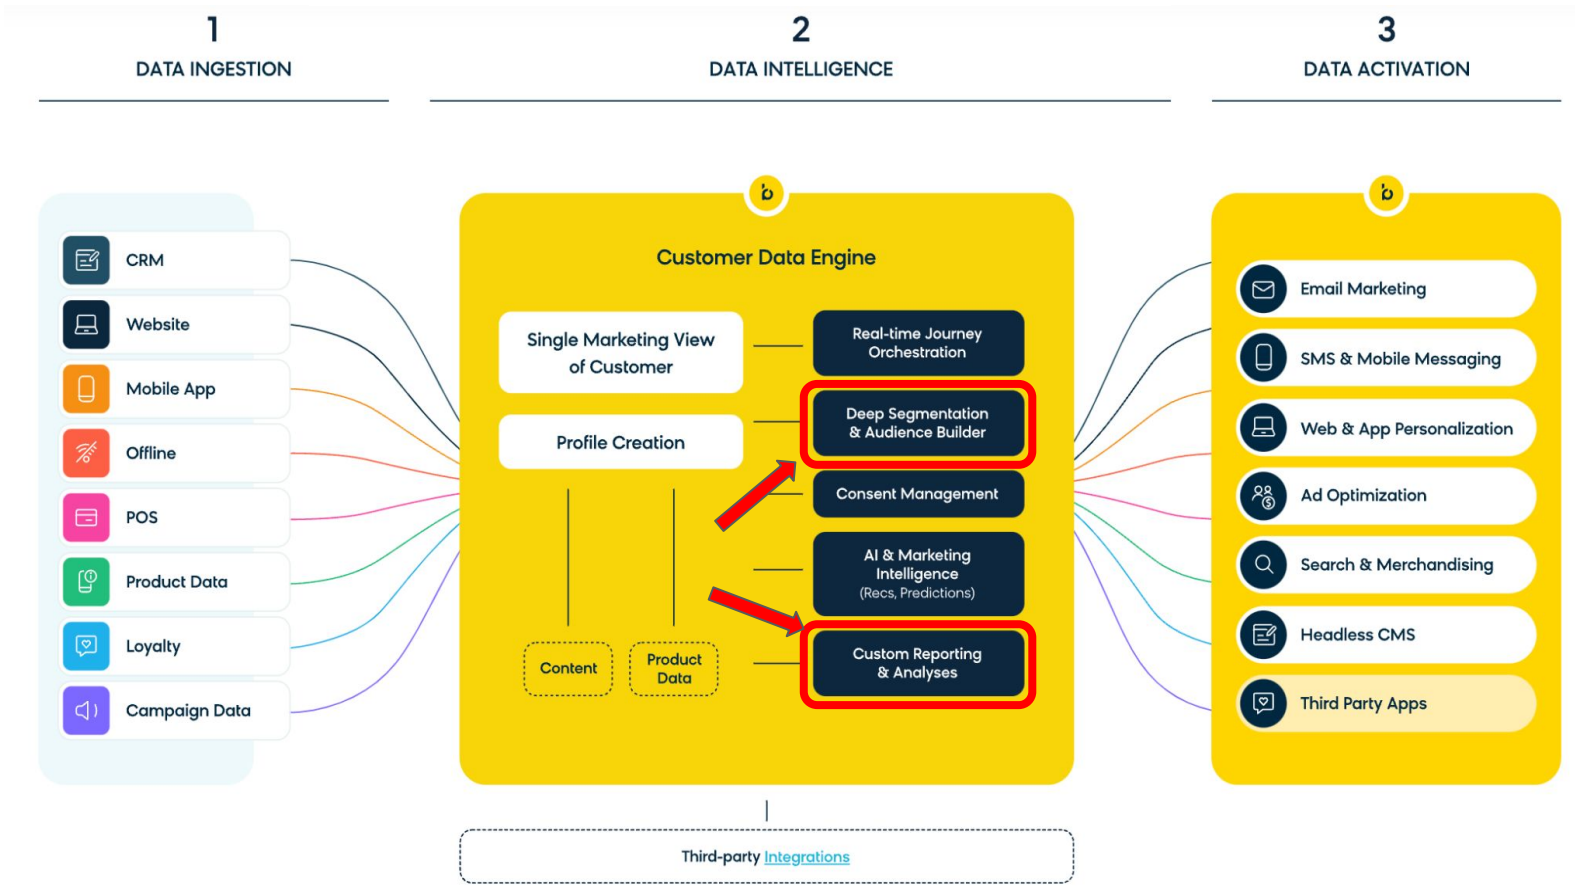 1
DATA INGESTION
2
DATA INTELLIGENCE
3
DATA ACTIVATION
CRM
Website
Mobile App
Offline
POS
Product Data
Loyalty
Campaign Data
b
Customer Data Engine
Single Marketing View
of Customer
Profile Creation
Content
Product
Data
Real-time Journey
Orchestration
Deep Segmentation
& Audience Builder
Consent Management
AI & Marketing
Intelligence
(Recs, Predictions)
Custom Reporting
& Analyses
Third-party Integrations
b
Email Marketing
SMS & Mobile Messaging
Web & App Personalization
Ad Optimization
Search & Merchandising
Headless CMS
Third Party Apps